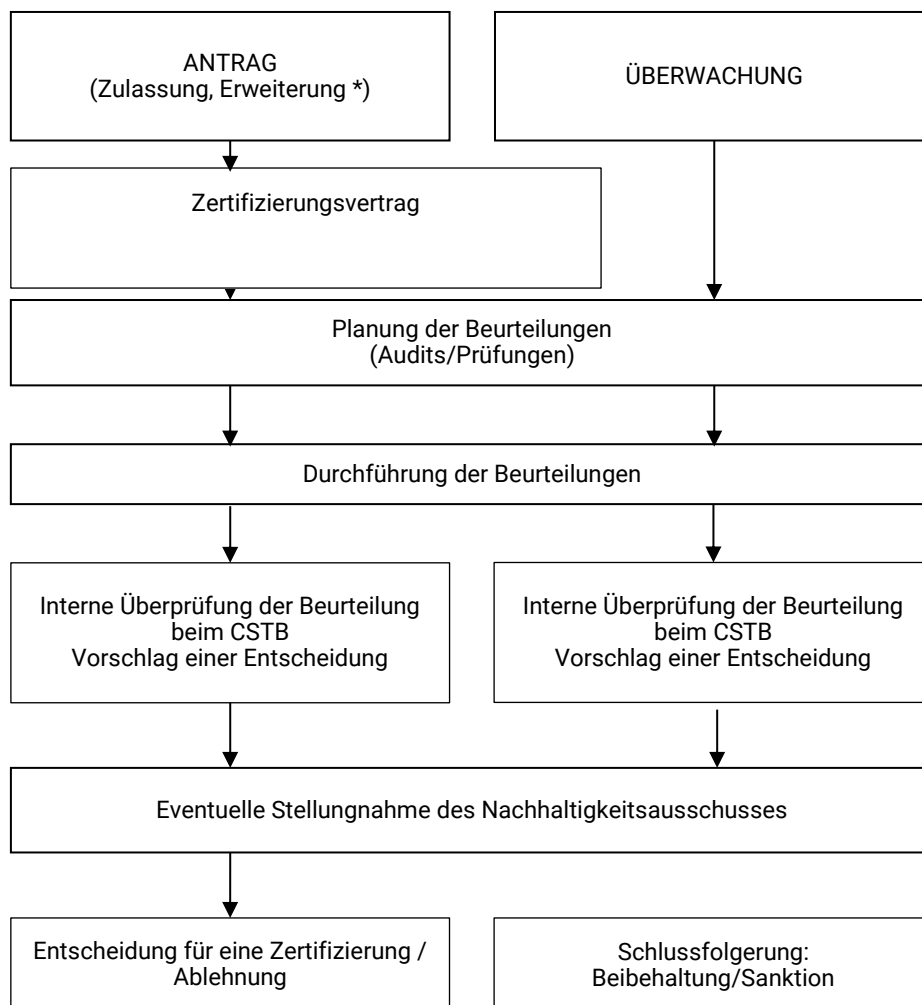 ANTRAG
(Zulassung, Erweiterung *)
ÜBERWACHUNG
Zertifizierungsvertrag
Planung der Beurteilungen
(Audits/Prüfungen)
Durchführung der Beurteilungen
Interne Überprüfung der Beurteilung
beim CSTB
Vorschlag einer Entscheidung
Interne Überprüfung der Beurteilung
beim CSTB
Vorschlag einer Entscheidung
Eventuelle Stellungnahme des Nachhaltigkeitsausschusses
Entscheidung für eine Zertifizierung /
Ablehnung
Schlussfolgerung:
Beibehaltung/Sanktion